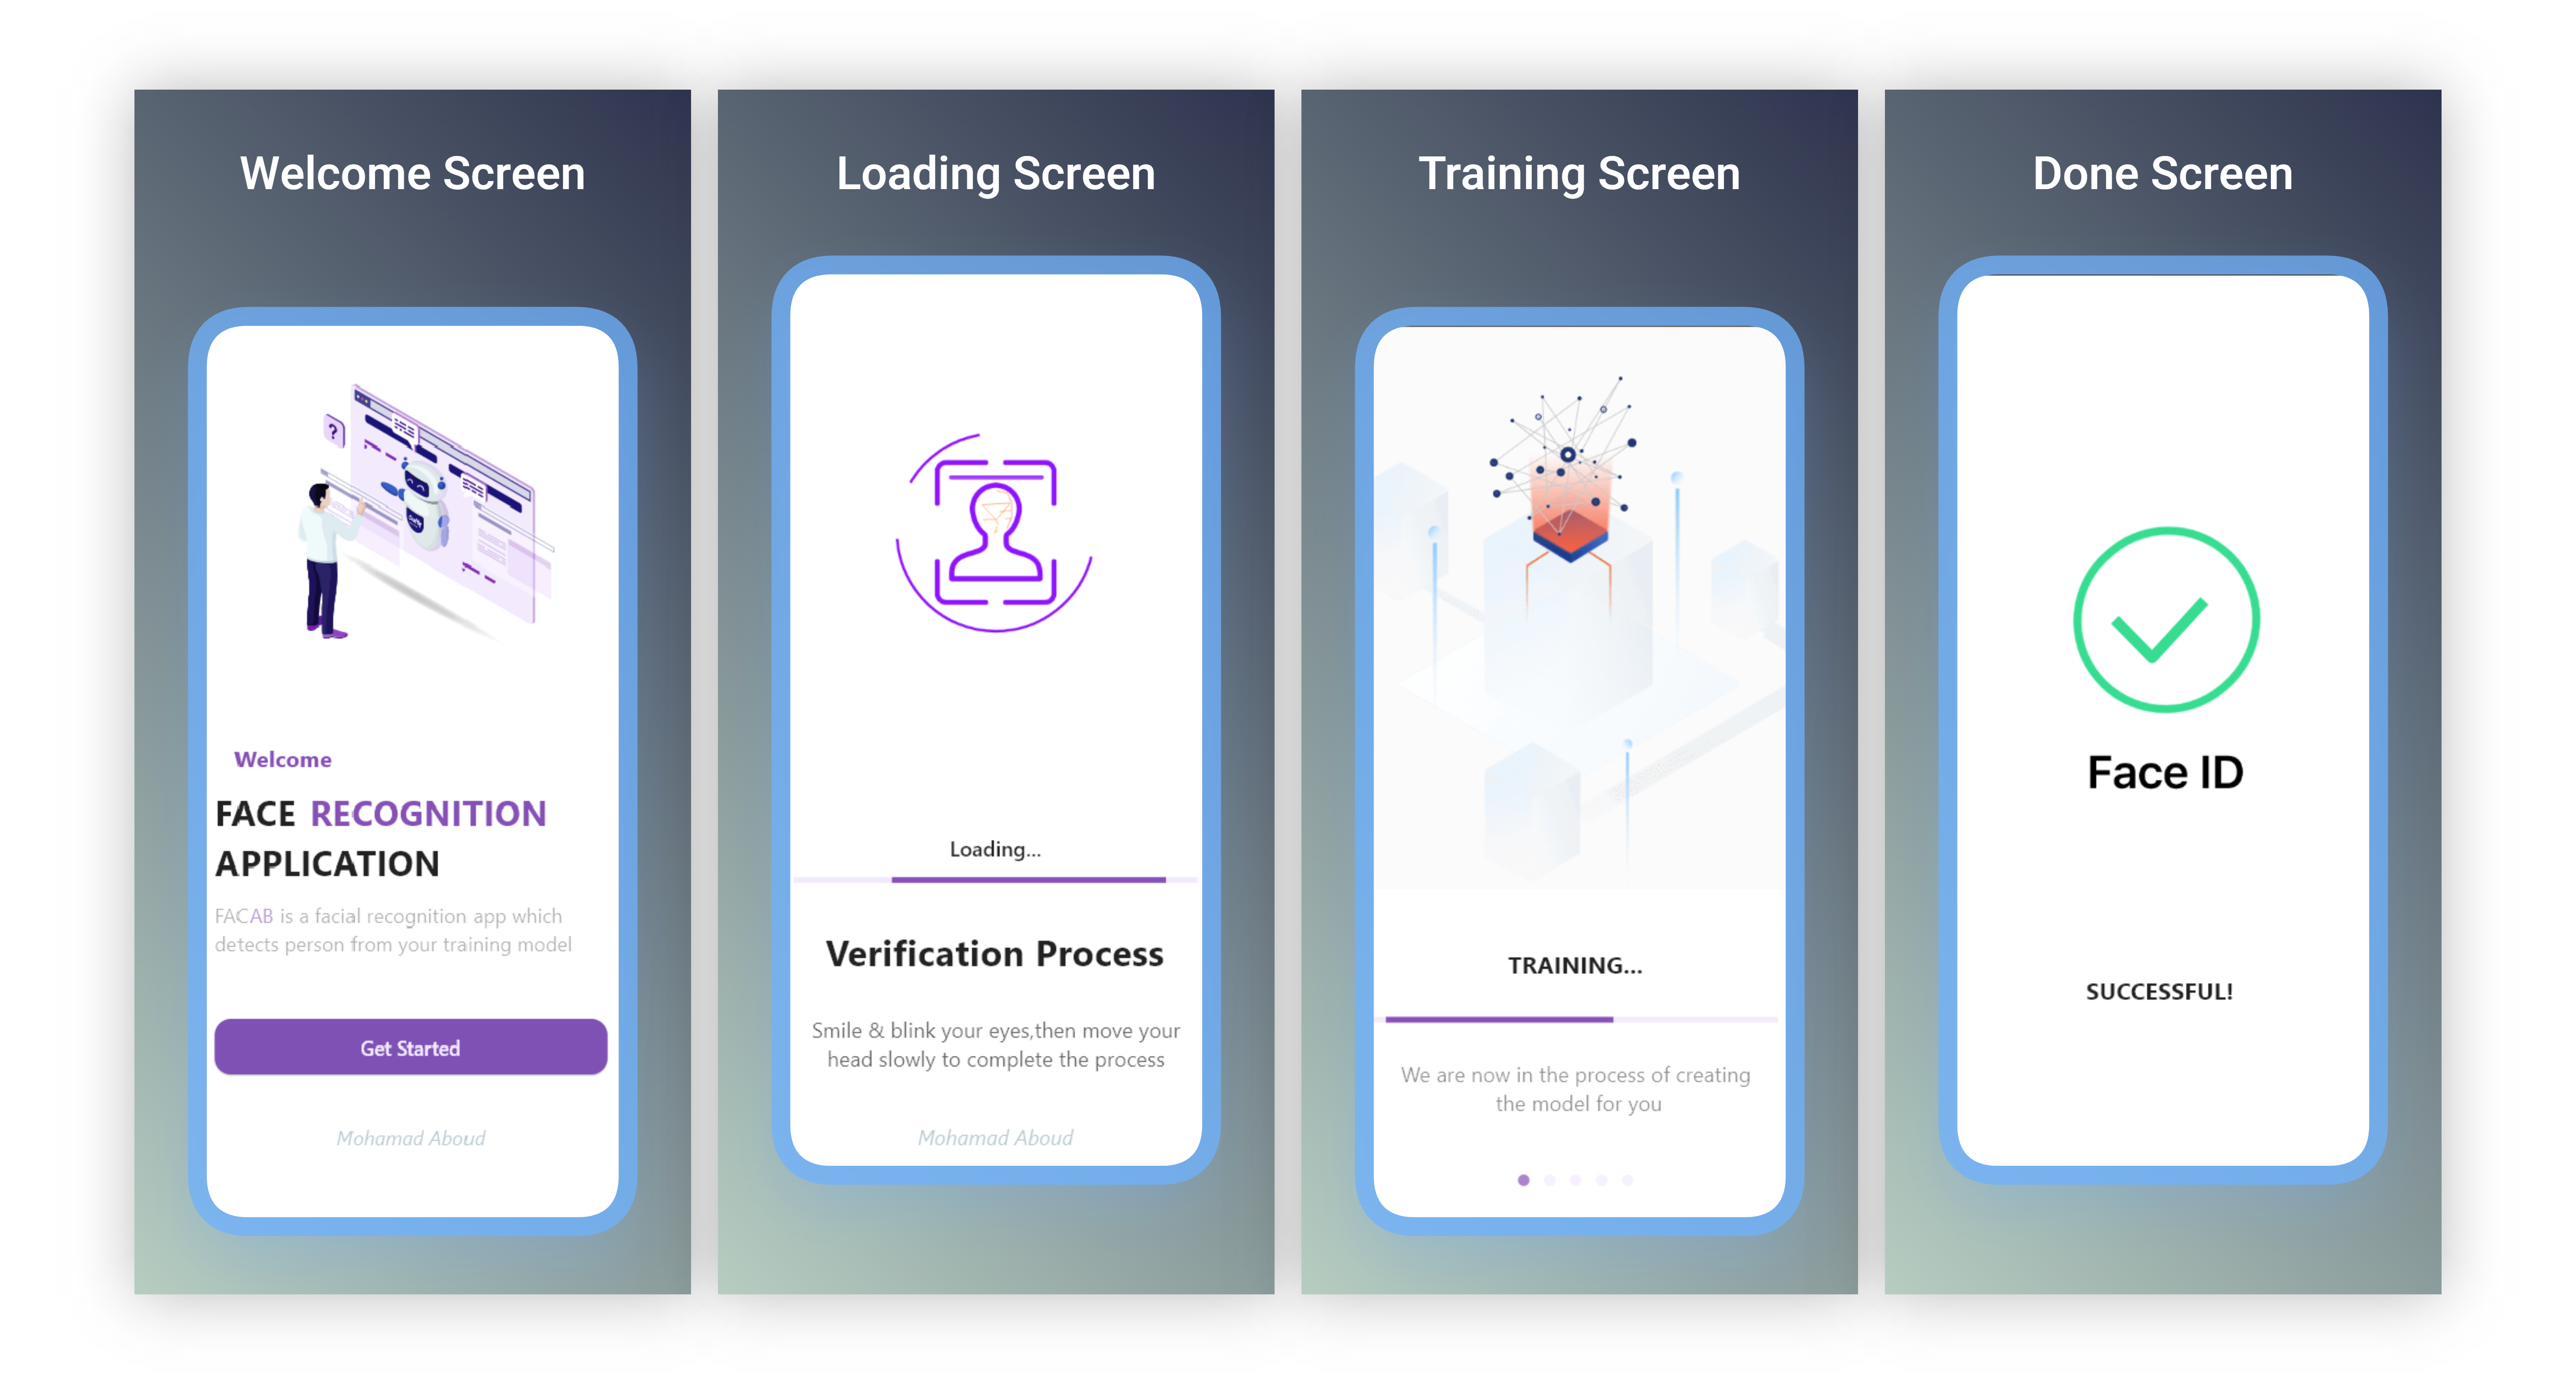 Welcome Screen
?
Welcome
FACE RECOGNITION
APPLICATION
FACAB is a facial recognition app which
detects person from your training model
Get Started
Mohamad Aboud
Loading Screen
Loading...
Verification Process
Smile & blink your eyes,then move your
head slowly to complete the process
Mohamad Aboud
Training Screen
TRAINING...
We are now in the process of creating
the model for you
Done Screen
Face ID
SUCCESSFUL!